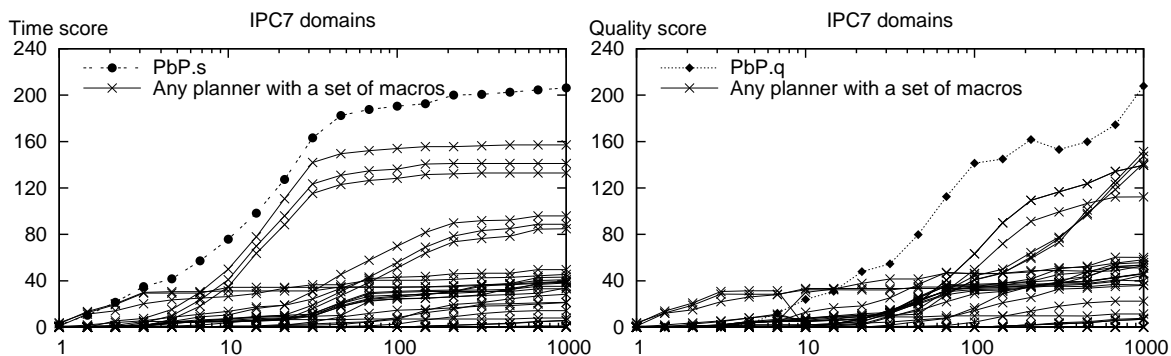 IPC7 domains
Time score
240
200
160
120
80
40
0
PbP.s
Any planner with a set of macros
1 10 100 1000
IPC7 domains
Quality score
240
200
160
120
80
40
0
PbP.q
Any planner with a set of macros
1 10 100 1000